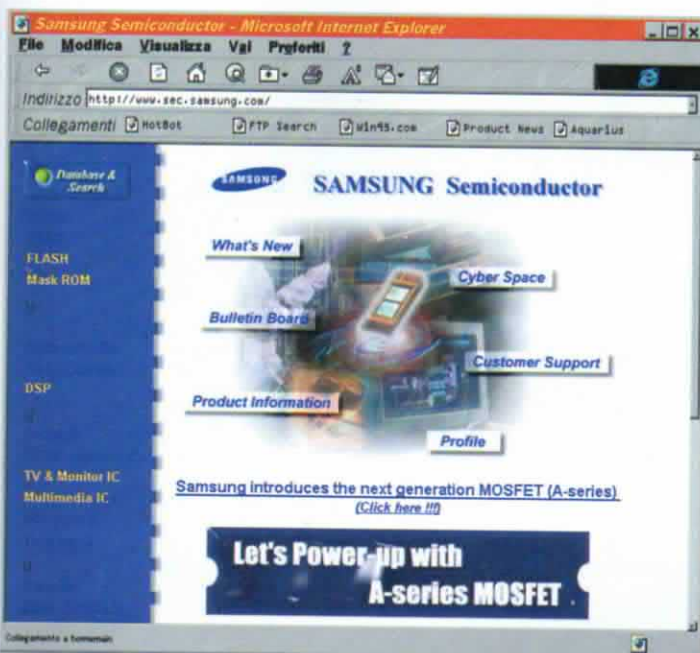 Samsung Semiconductor - Microsoft Internet Explorer
File Modifica Visualizza Vai Preferiti ?
Indirizzo http://www.sec.samsung.com/
Collegamenti HotBot FTP Search Win95.com Product News Aquarius
Database & Search
SAMSUNG
SAMSUNG Semiconductor
What's New
Cyber Space
FLASH
Mask ROM
Bulletin Board
Customer Support
DSP
Product Information
Profile
TV & Monitor IC
Multimedia IC
Samsung introduces the next generation MOSFET (A-series)
(Click here !!!)
Let's Power-up with
A-series MOSFET
Collegamento a